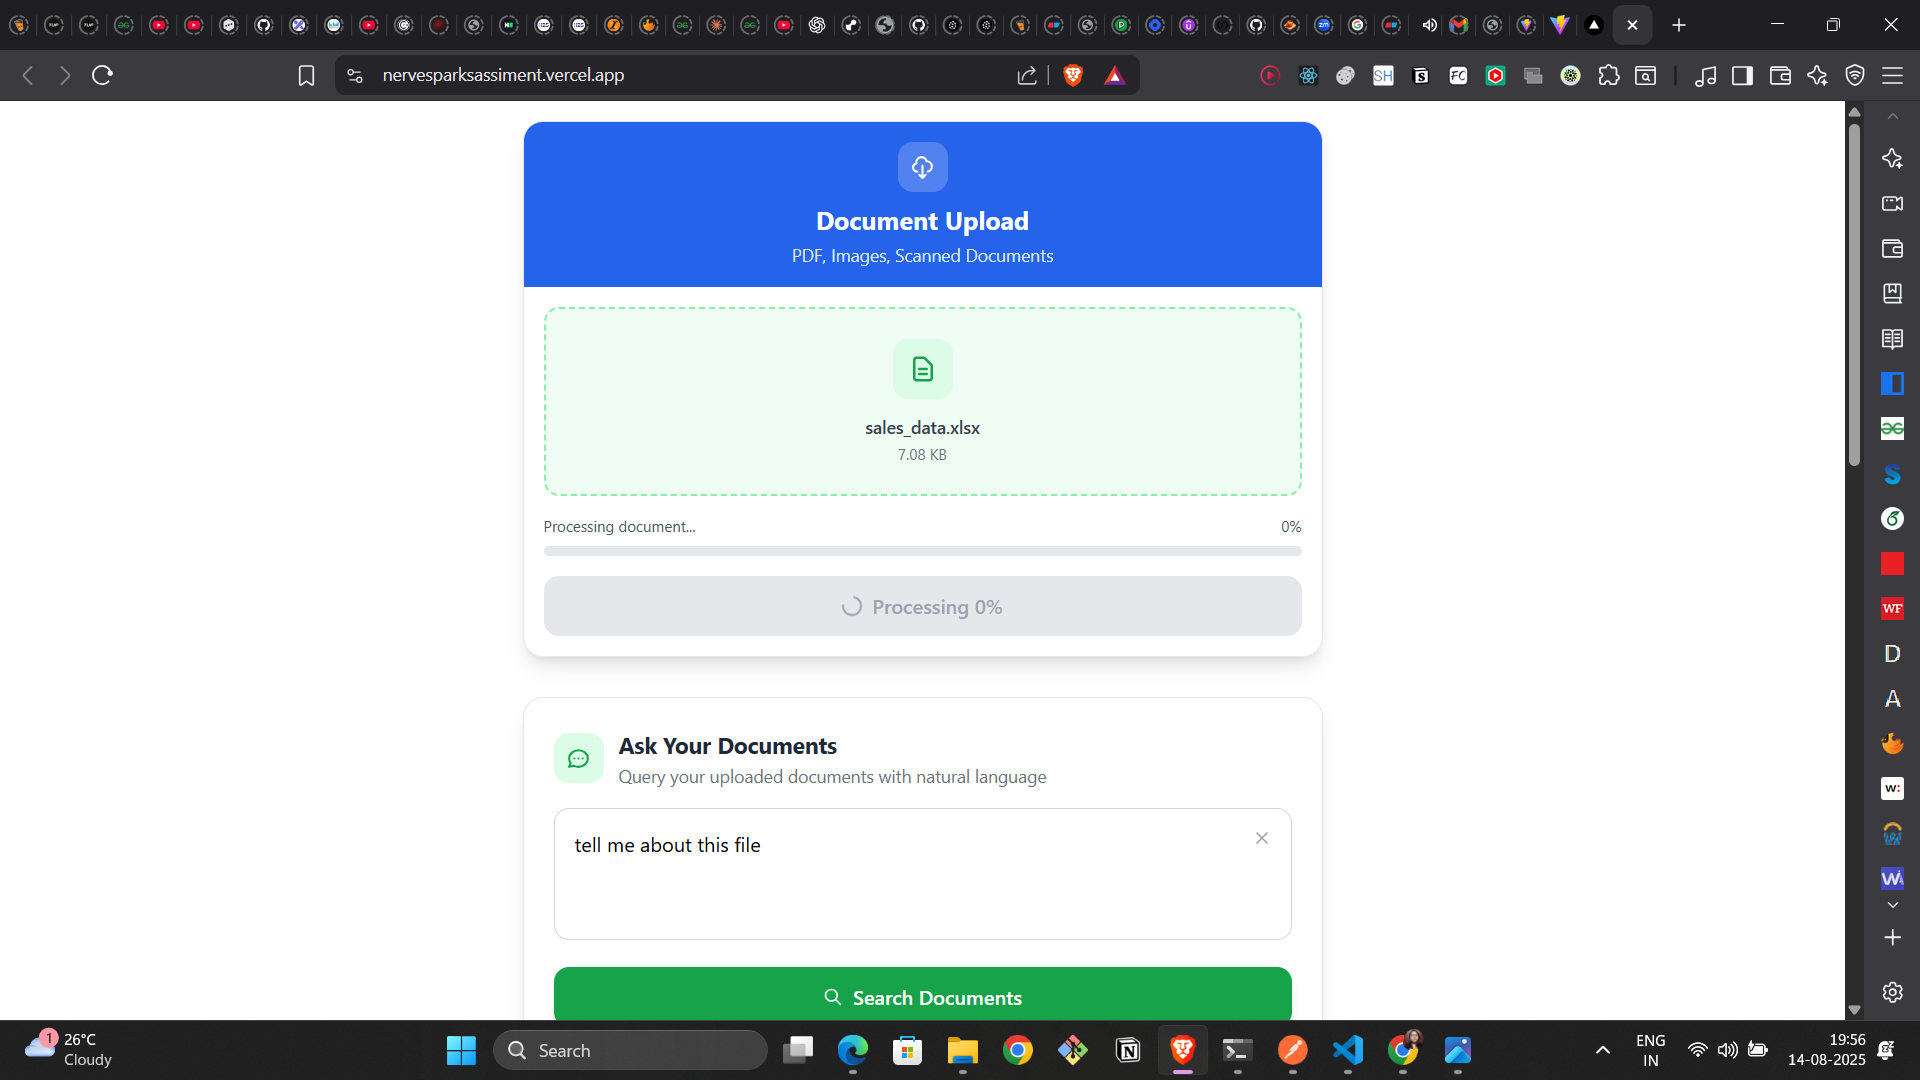 nervesparksassiment.vercel.app
Document Upload
PDF, Images, Scanned Documents
sales_data.xlsx
7.08 KB
Processing document...
0%
Processing 0%
Ask Your Documents
Query your uploaded documents with natural language
tell me about this file
Search Documents
SH
FC
WF
D
A
w:
1
26°C
Cloudy
Search
ENG
IN
19:56
14-08-2025